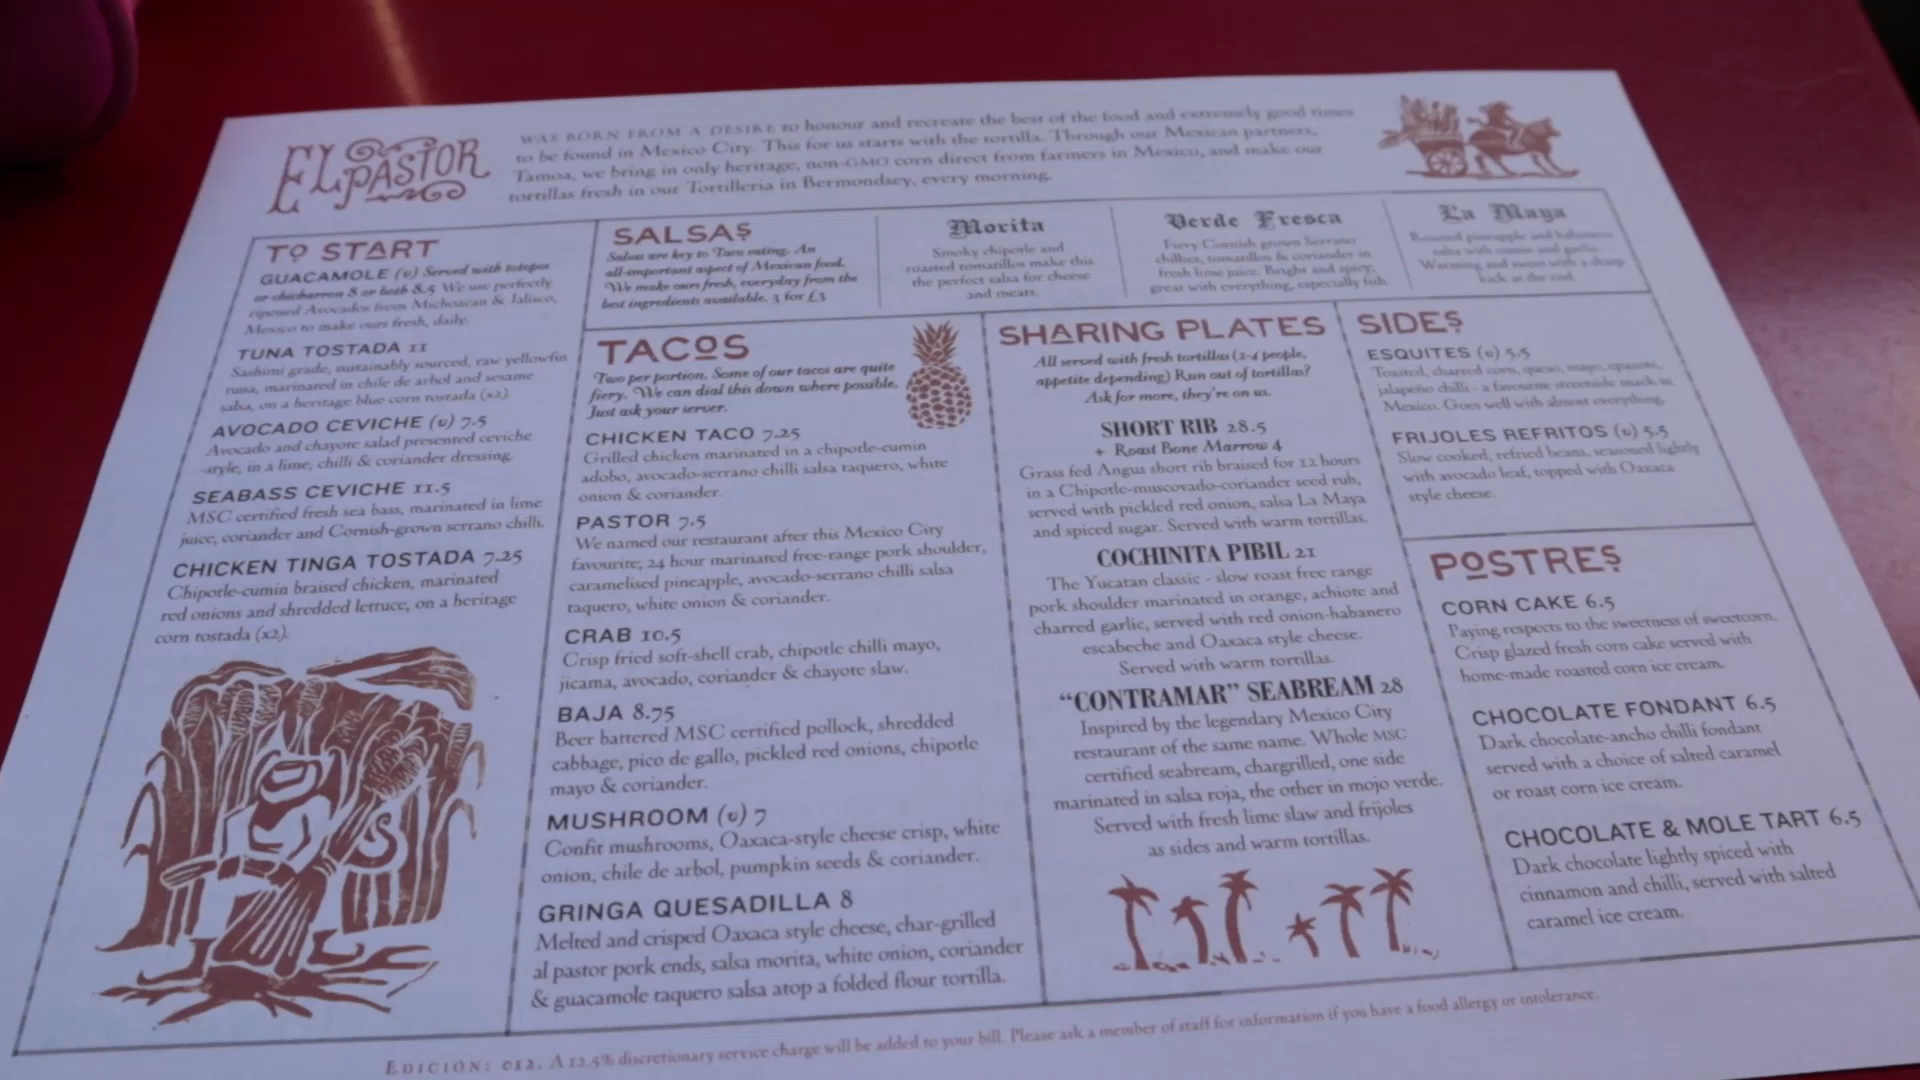 EL PASTOR
WAS BORN FROM A DESIRE to honour and recreate the best of the food and extremely good times
to be found in Mexico City. This for us starts with the tortilla. Through our Mexican partners,
Tamoa, we bring in only heritage, non-GMO corn direct from farmers in Mexico, and make our
tortillas fresh in our Tortilleria in Bermondsey, every morning.
TO START
GUACAMOLE (v) Served with totopos
or chicharron 8 or both 8.5 We use perfectly
ripened Avocados from Michoacan & Jalisco,
Mexico to make ours fresh, daily.
TUNA TOSTADA 11
Sashimi grade, sustainably sourced, raw yellowfin
tuna, marinared in chile de arbol and sesame
salsa, on a heritage blue corn tostada (x2).
AVOCADO CEVICHE (v) 7.5
Avocado and chayote salad presented ceviche
-style, in a lime, chilli & coriander dressing.
SEABASS CEVICHE 11.5
MSC certified fresh sea bass, marinated in lime
juice, coriander and Cornish-grown serrano chilli.
CHICKEN TINGA TOSTADA 7.25
Chipotle-cumin braised chicken, marinated
red onions and shredded lettuce, on a heritage
corn tostada (x2).
SALSAS
Salsas are key to Taco eating. An
all-important aspect of Mexican food.
We make ours fresh, everyday from the
best ingredients available. 3 for £3
Morita
Smoky chipotle and
roasted tomatillos make this
the perfect salsa for cheese
and meats.
Verde Fresca
Fiery Cornish grown Serrano
chillies, tomatillos & coriander in
fresh lime juice. Bright and spicy;
great with everything, especially fish.
La Maya
Roasted pineapple and habanero
salsa with cumin and garlic.
Warming and sweet with a sharp
kick at the end.
TACOS
Two per portion. Some of our tacos are quite
fiery. We can dial this down where possible.
Just ask your server.
CHICKEN TACO 7.25
Grilled chicken marinated in a chipotle-cumin
adobo, avocado-serrano chilli salsa taquero, white
onion & coriander.
PASTOR 7.5
We named our restaurant after this Mexico City
favourite; 24 hour marinated free-range pork shoulder,
caramelised pineapple, avocado-serrano chilli salsa
taquero, white onion & coriander.
CRAB 10.5
Crisp fried soft-shell crab, chipotle chilli mayo,
jicama, avocado, coriander & chayote slaw.
BAJA 8.75
Beer battered MSC certified pollock, shredded
cabbage, pico de gallo, pickled red onions, chipotle
mayo & coriander.
MUSHROOM (v) 7
Confit mushrooms, Oaxaca-style cheese crisp, white
onion, chile de arbol, pumpkin seeds & coriander.
GRINGA QUESADILLA 8
Melted and crisped Oaxaca style cheese, char-grilled
al pastor pork ends, salsa morita, white onion, coriander
& guacamole taquero salsa atop a folded flour tortilla.
SHARING PLATES
All served with fresh tortillas (2-4 people,
appetite depending) Run out of tortillas?
Ask for more, they're on us.
SHORT RIB 28.5
+ Roast Bone Marrow 4
Grass fed Angus short rib braised for 12 hours
in a Chipotle-muscovado-coriander seed rub,
served with pickled red onion, salsa La Maya
and spiced sugar. Served with warm tortillas.
COCHINITA PIBIL 21
The Yucatan classic - slow roast free range
pork shoulder marinated in orange, achiote and
charred garlic, served with red onion-habanero
escabeche and Oaxaca style cheese.
Served with warm tortillas.
"CONTRAMAR" SEABREAM 28
Inspired by the legendary Mexico City
restaurant of the same name. Whole MSC
certified seabream, chargrilled, one side
marinated in salsa roja, the other in mojo verde.
Served with fresh lime slaw and frijoles
as sides and warm tortillas.
SIDES
ESQUITES (v) 5.5
Toasted, charred corn, queso, mayo, epazote,
jalapeño chilli - a favourite streetside snack in
Mexico. Goes well with almost everything.
FRIJOLES REFRITOS (v) 5.5
Slow cooked, refried beans, seasoned lightly
with avocado leaf, topped with Oaxaca
style cheese.
POSTRES
CORN CAKE 6.5
Paying respects to the sweetness of sweetcorn.
Crisp glazed fresh corn cake served with
home-made roasted corn ice cream.
CHOCOLATE FONDANT 6.5
Dark chocolate-ancho chilli fondant
served with a choice of salted caramel
or roast corn ice cream.
CHOCOLATE & MOLE TART 6.5
Dark chocolate lightly spiced with
cinnamon and chilli, served with salted
caramel ice cream.
EDICIÓN: 012. A 12.5% discretionary service charge will be added to your bill. Please ask a member of staff for information if you have a food allergy or intolerance.